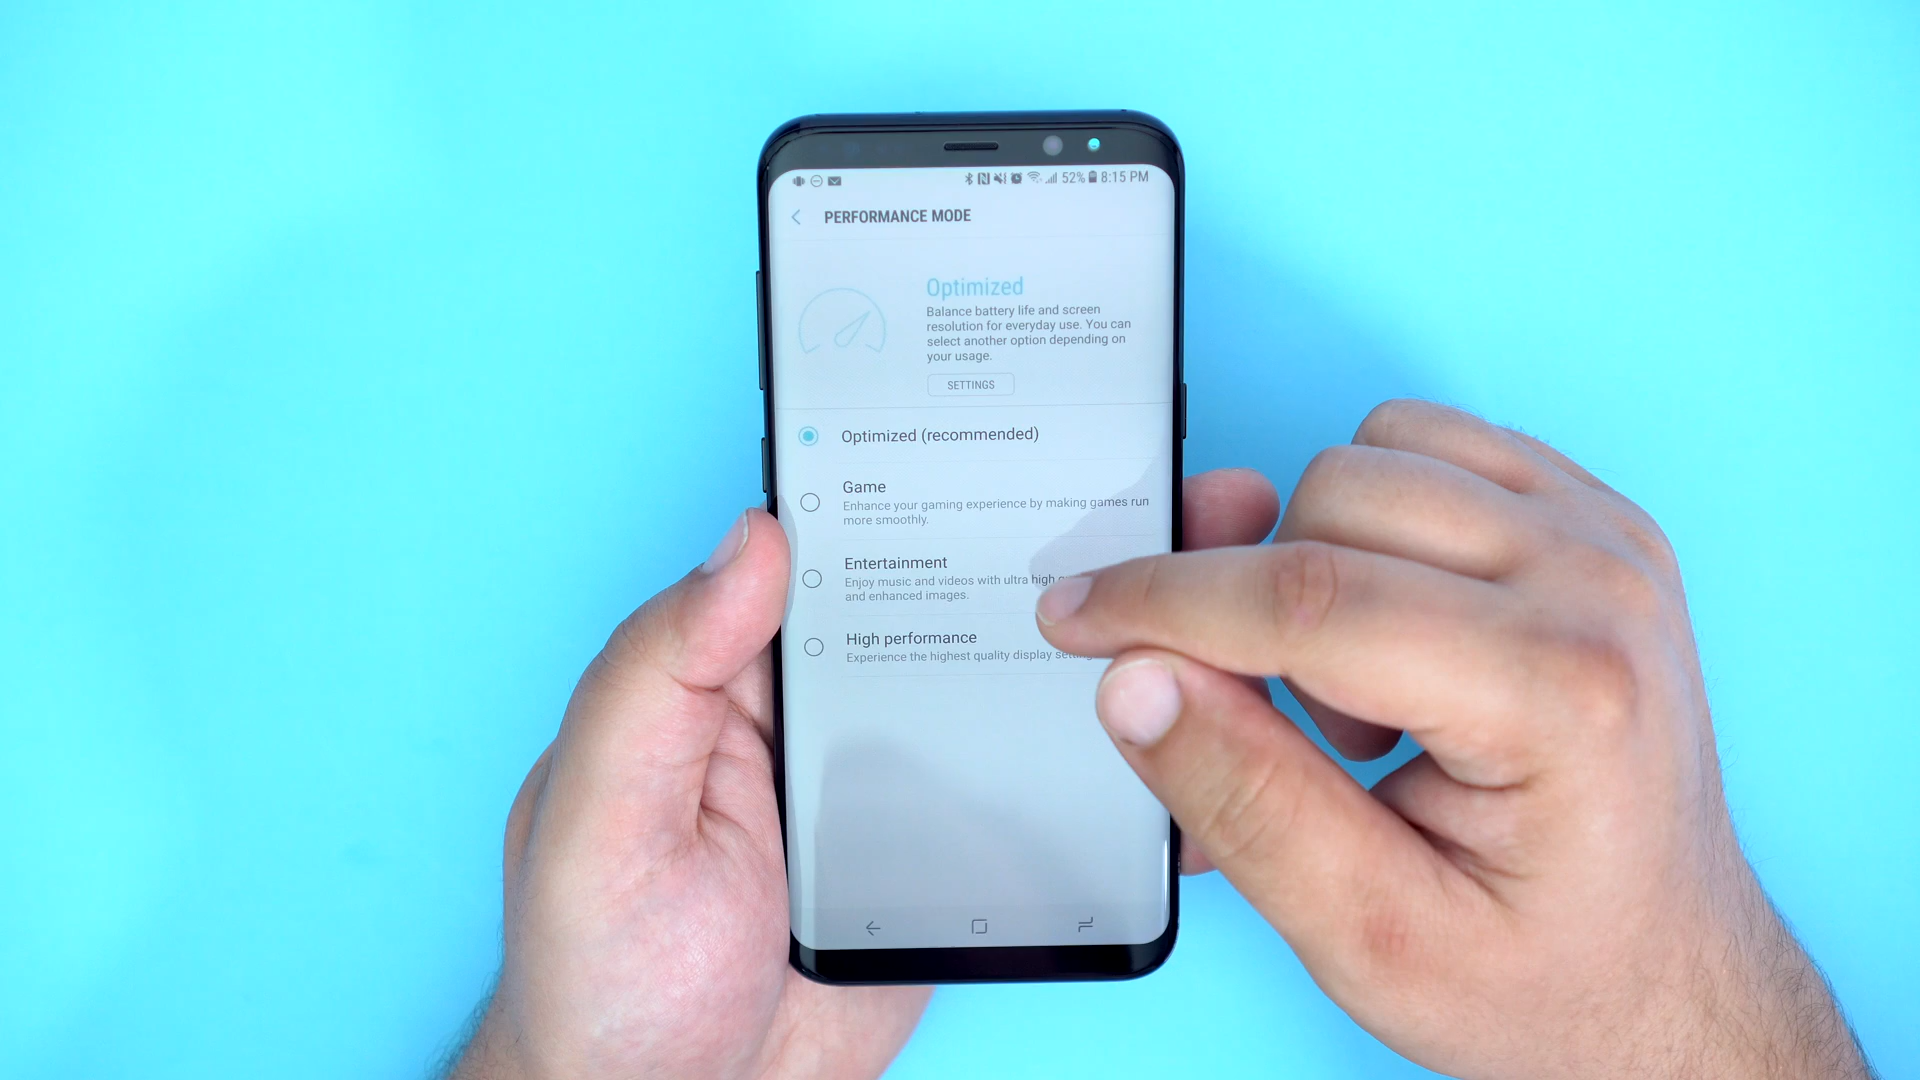 52% 8:15 PM
PERFORMANCE MODE
Optimized
Balance battery life and screen
resolution for everyday use. You can
select another option depending on
your usage.
SETTINGS
Optimized (recommended)
Game
Enhance your gaming experience by making games run
more smoothly.
Entertainment
Enjoy music and videos with ultra high
and enhanced images.
High performance
Experience the highest quality display